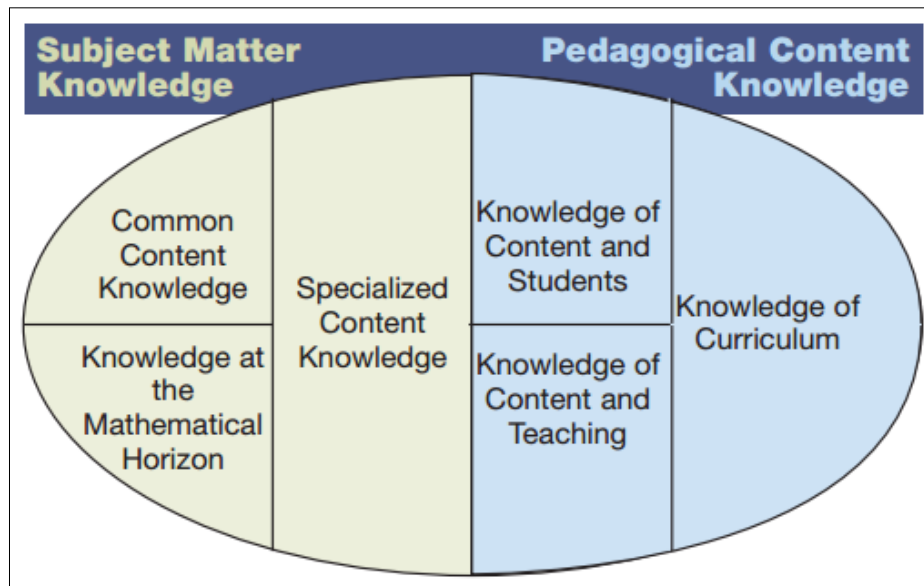 Subject Matter
Knowledge
Pedagogical Content
Knowledge
Common
Content
Knowledge
Knowledge at
the
Mathematical
Horizon
Specialized
Content
Knowledge
Knowledge of
Content and
Students
Knowledge of
Content and
Teaching
Knowledge of
Curriculum